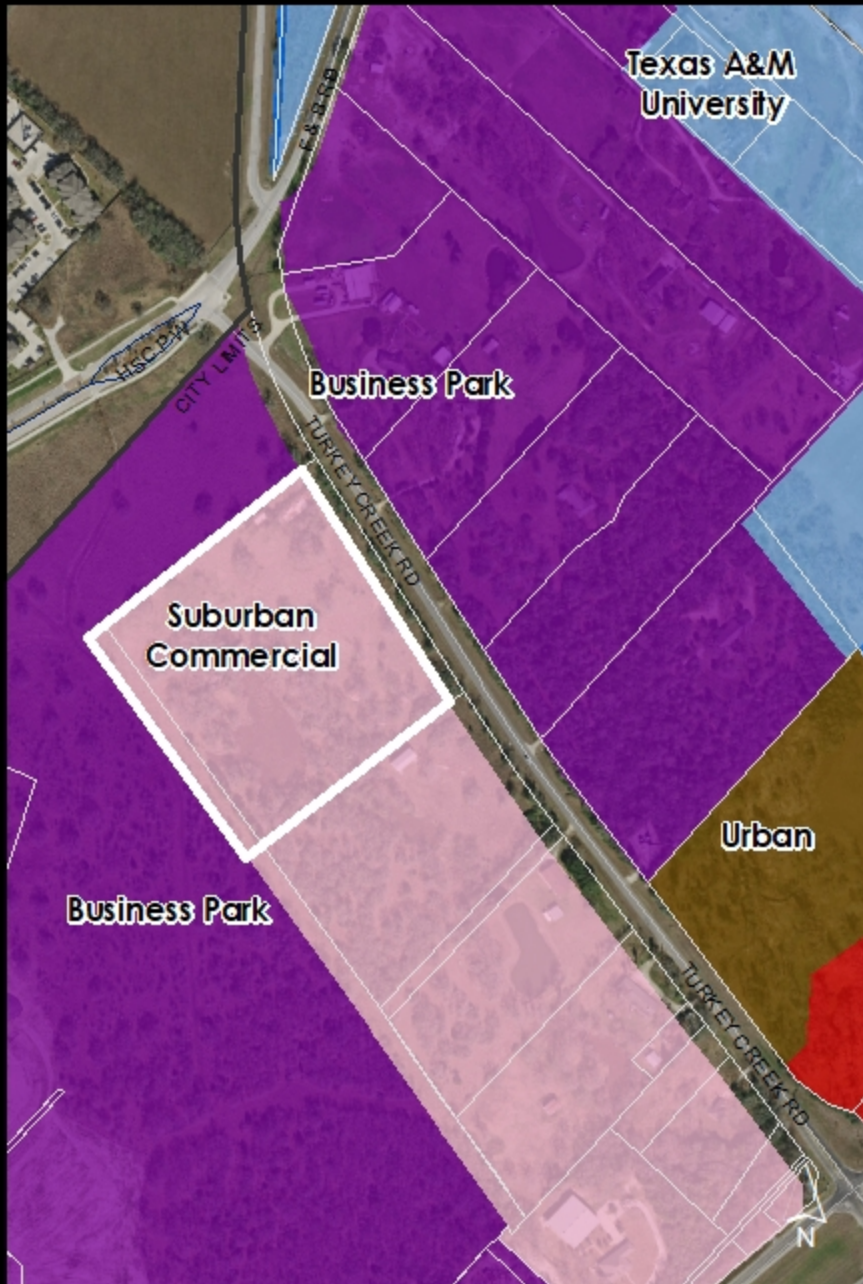 Texas A&M
University
F & B RD
HSC PW
CITY LIMITS
Business Park
TURKEY CREEK RD
Suburban
Commercial
Urban
Business Park
TURKEY CREEK RD
N